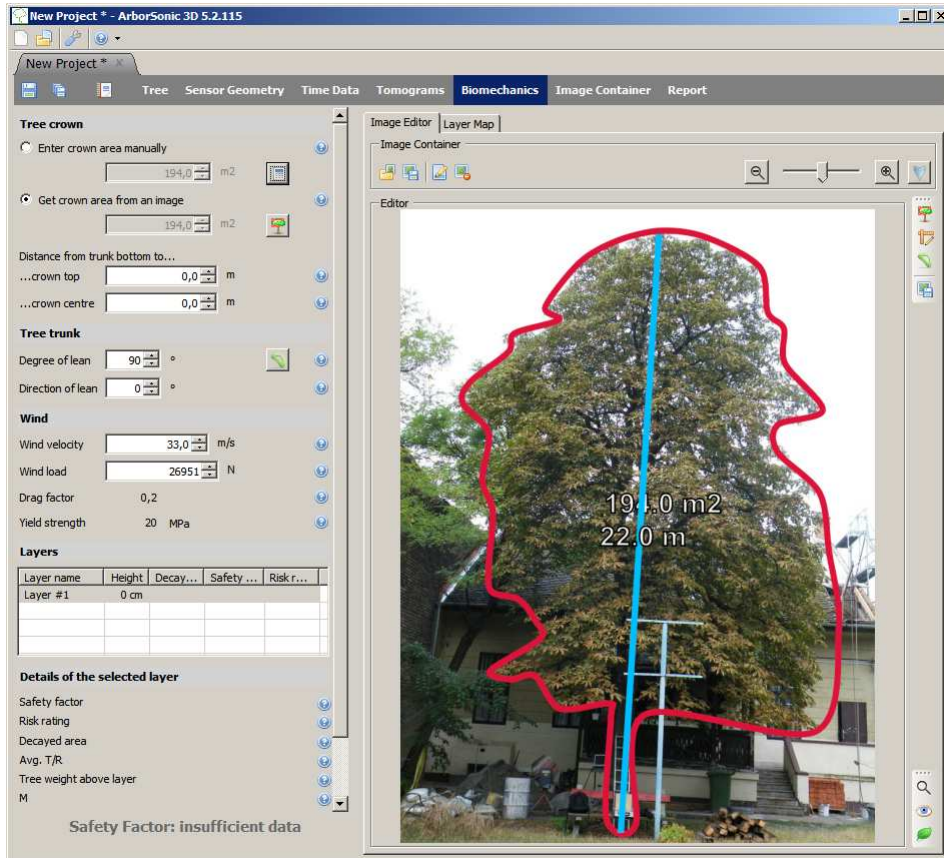 New Project * - ArborSonic 3D 5.2.115
New Project *
Tree Sensor Geometry Time Data Tomograms Biomechanics Image Container Report
Tree crown
Enter crown area manually
194,0 m2
Get crown area from an image
194,0 m2
Distance from trunk bottom to...
...crown top 0,0 m
...crown centre 0,0 m
Tree trunk
Degree of lean 90 °
Direction of lean 0 °
Wind
Wind velocity 33,0 m/s
Wind load 26951 N
Drag factor 0,2
Yield strength 20 MPa
Layers
Layer name Height Decay... Safety ... Risk r...
Layer #1 0 cm
Details of the selected layer
Safety factor
Risk rating
Decayed area
Avg. T/R
Tree weight above layer
M
Safety Factor: insufficient data
Image Editor Layer Map
Image Container
Editor
194.0 m2
22.0 m